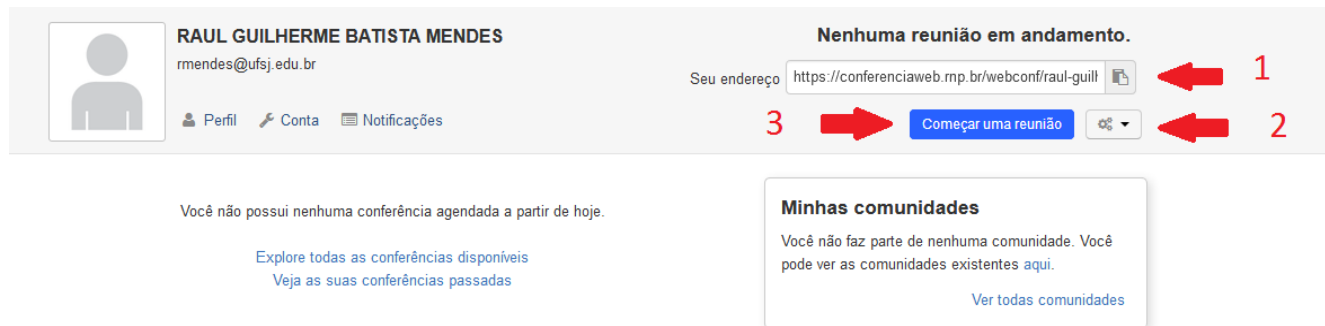 RAUL GUILHERME BATISTA MENDES
rmendes@ufsj.edu.br
Perfil Conta Notificações
Nenhuma reunião em andamento.
Seu endereço https://conferenciaweb.rnp.br/webconf/raul-guilh 1
3 Começar uma reunião 2
Você não possui nenhuma conferência agendada a partir de hoje.
Explore todas as conferências disponíveis
Veja as suas conferências passadas
Minhas comunidades
Você não faz parte de nenhuma comunidade. Você
pode ver as comunidades existentes aqui.
Ver todas comunidades